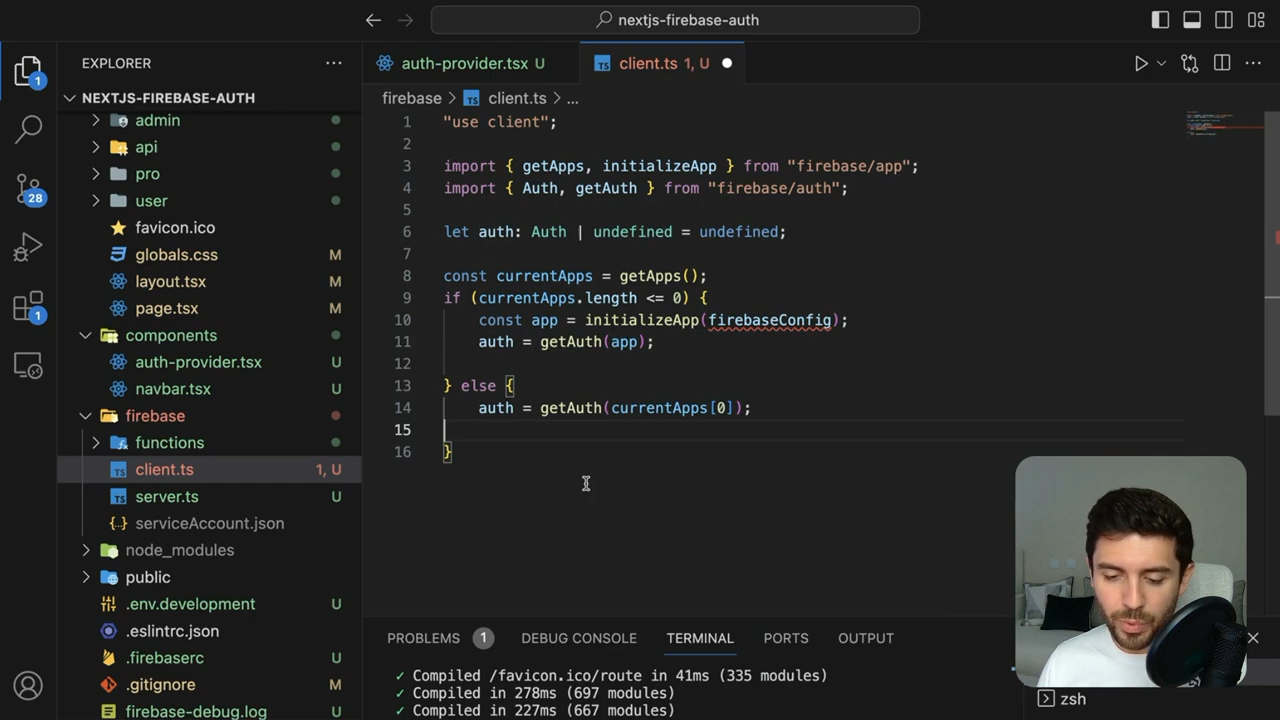 nextjs-firebase-auth
EXPLORER
auth-provider.tsx U
client.ts 1, U
NEXTJS-FIREBASE-AUTH
firebase > client.ts > ...
admin
api
pro
user
favicon.ico
globals.css M
layout.tsx M
page.tsx M
components
auth-provider.tsx U
navbar.tsx U
firebase
functions
client.ts 1, U
server.ts U
serviceAccount.json
node_modules
public
.env.development U
.eslintrc.json
.firebaserc U
.gitignore M
firebase-debug.log U
1
28
1
1 "use client";
2
3 import { getApps, initializeApp } from "firebase/app";
4 import { Auth, getAuth } from "firebase/auth";
5
6 let auth: Auth | undefined = undefined;
7
8 const currentApps = getApps();
9 if (currentApps.length <= 0) {
10 const app = initializeApp(firebaseConfig);
11 auth = getAuth(app);
12
13 } else {
14 auth = getAuth(currentApps[0]);
15
16 }
PROBLEMS 1 DEBUG CONSOLE TERMINAL PORTS OUTPUT
✓ Compiled /favicon.ico/route in 41ms (335 modules)
✓ Compiled in 278ms (697 modules)
✓ Compiled in 227ms (667 modules)
zsh